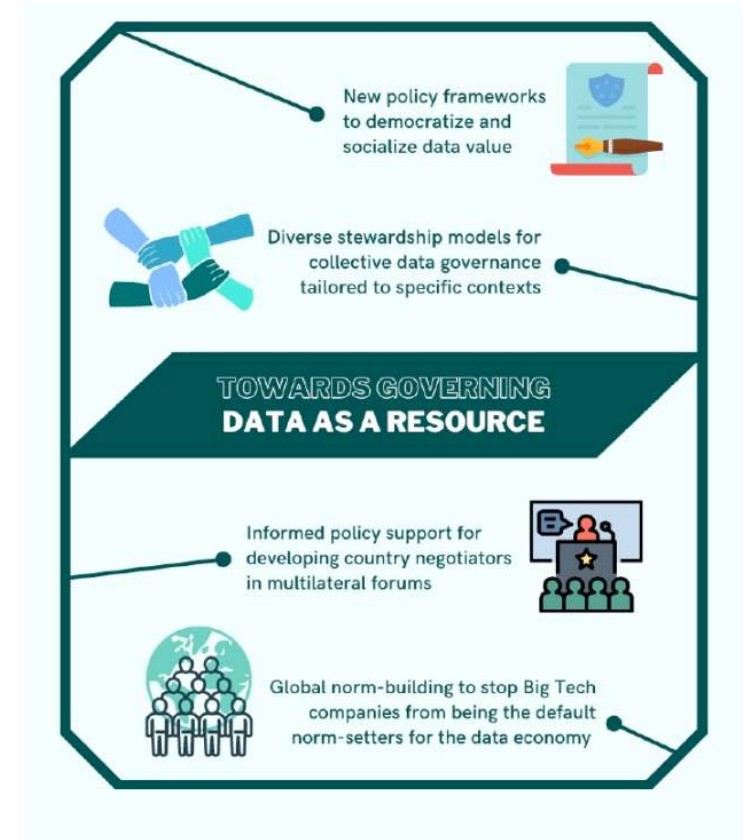 New policy frameworks
to democratize and
socialize data value
Diverse stewardship models for
collective data governance
tailored to specific contexts
TOWARDS GOVERNING
DATA AS A RESOURCE
Informed policy support for
developing country negotiators
in multilateral forums
Global norm-building to stop Big Tech
companies from being the default
norm-setters for the data economy